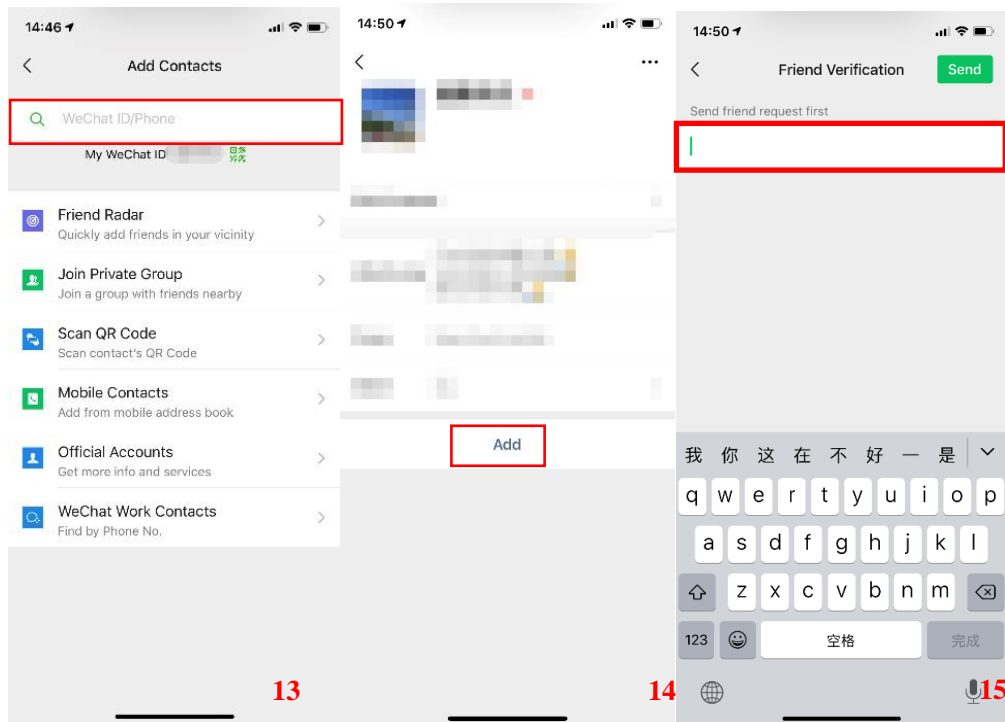 14:46
Add Contacts
WeChat ID/Phone
My WeChat ID
Friend Radar
Quickly add friends in your vicinity
Join Private Group
Join a group with friends nearby
Scan QR Code
Scan contact's QR Code
Mobile Contacts
Add from mobile address book
Official Accounts
Get more info and services
WeChat Work Contacts
Find by Phone No.
13
14:50
Add
14
14:50
Friend Verification
Send
Send friend request first
我 你 这 在 不 好 一 是
q w e r t y u i o p
a s d f g h j k l
z x c v b n m
123 空格 完成
15